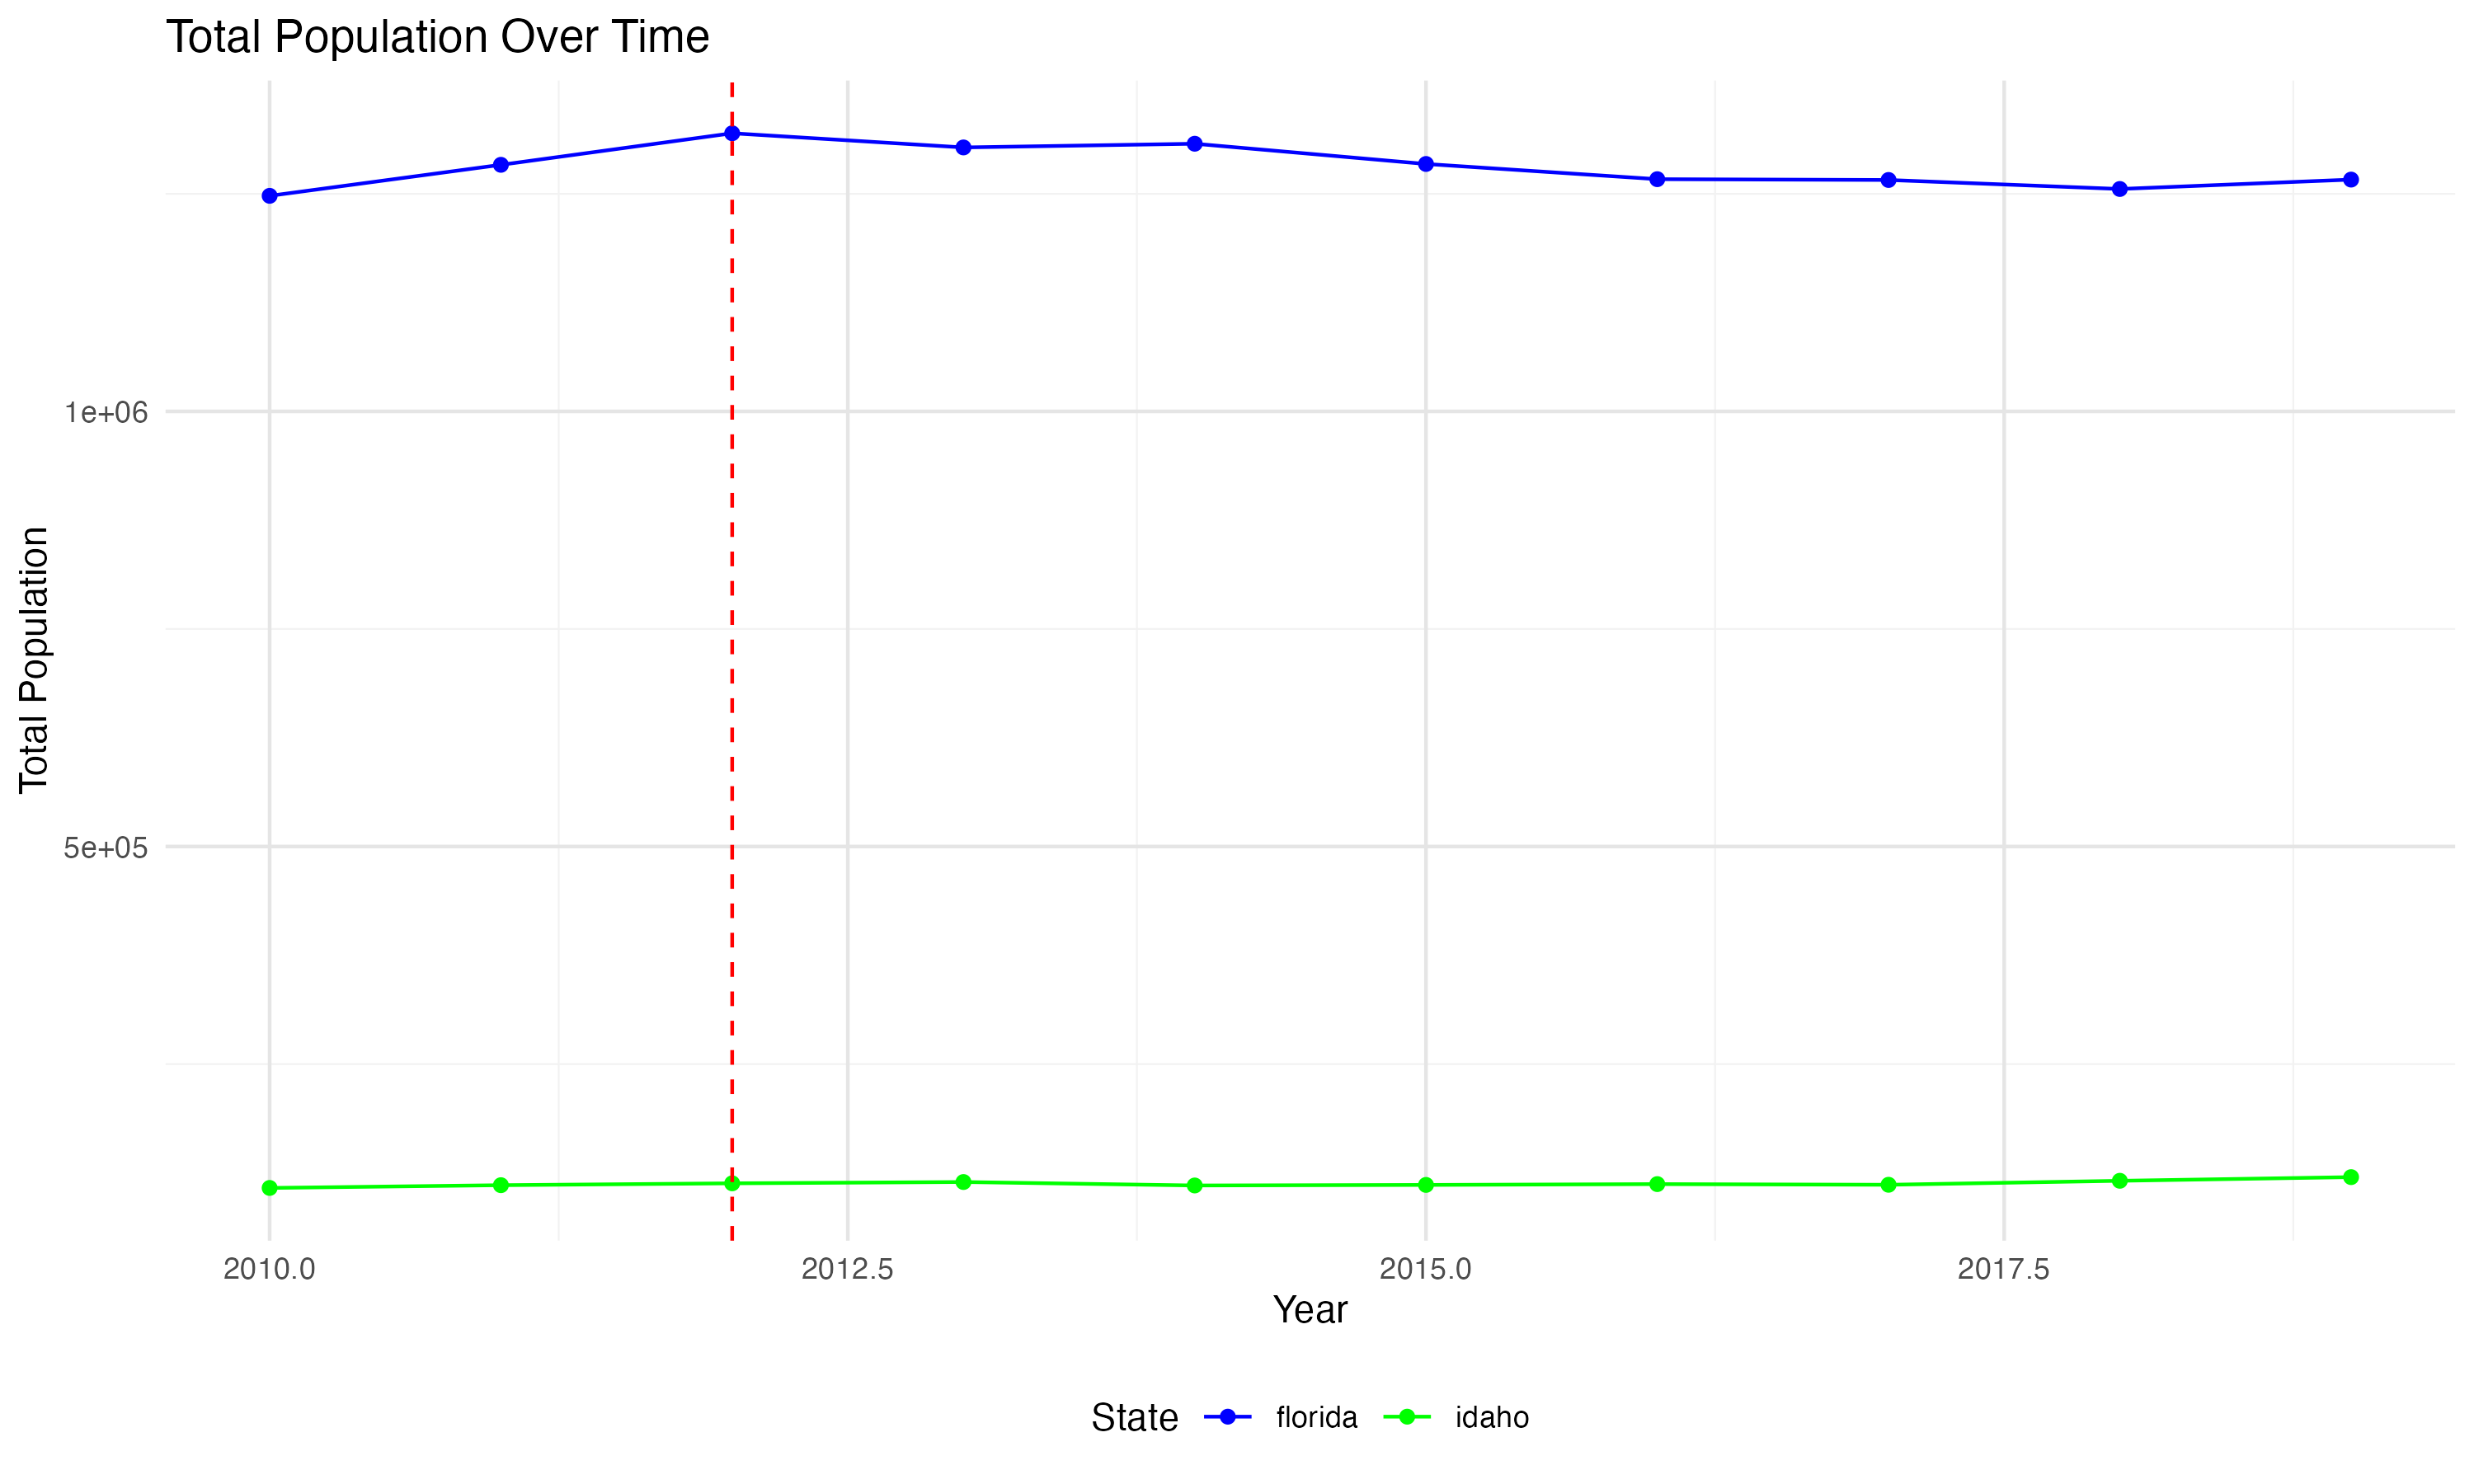 Total Population Over Time
Total Population
1e+06
5e+05
2010.0 2012.5 2015.0 2017.5
Year
State florida idaho